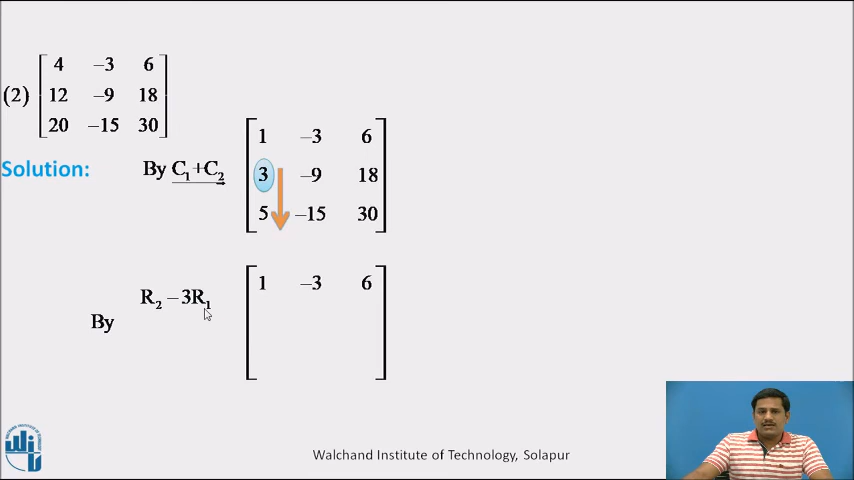 (2)
4 –3 6
12 –9 18
20 –15 30
Solution: By C1+C2
1 –3 6
3 –9 18
5 –15 30
By R2 – 3R1
1 –3 6
Walchand Institute of Technology, Solapur